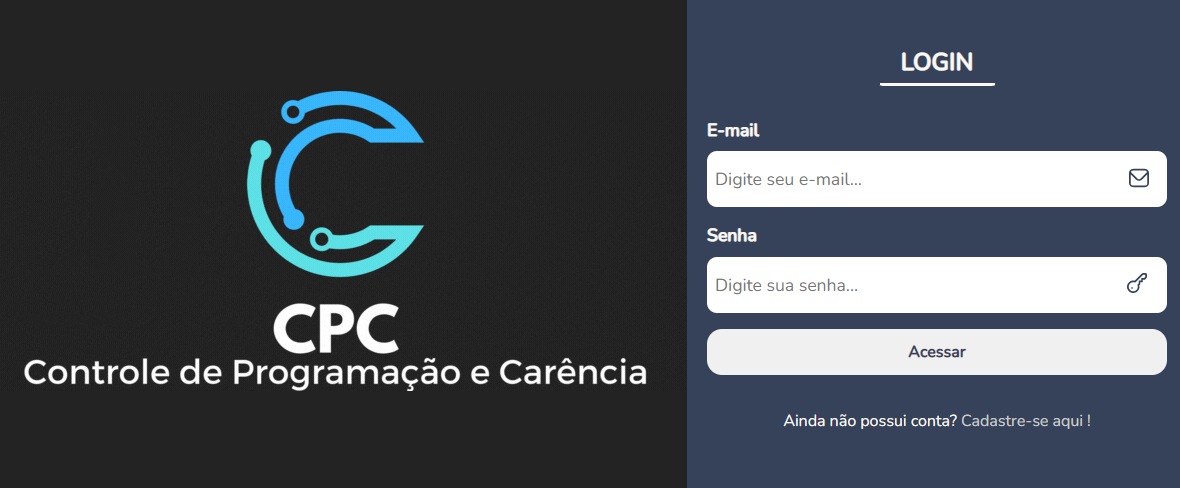 CPC
Controle de Programação e Carência
LOGIN
E-mail
Digite seu e-mail...
Senha
Digite sua senha...
Acessar
Ainda não possui conta? Cadastre-se aqui !